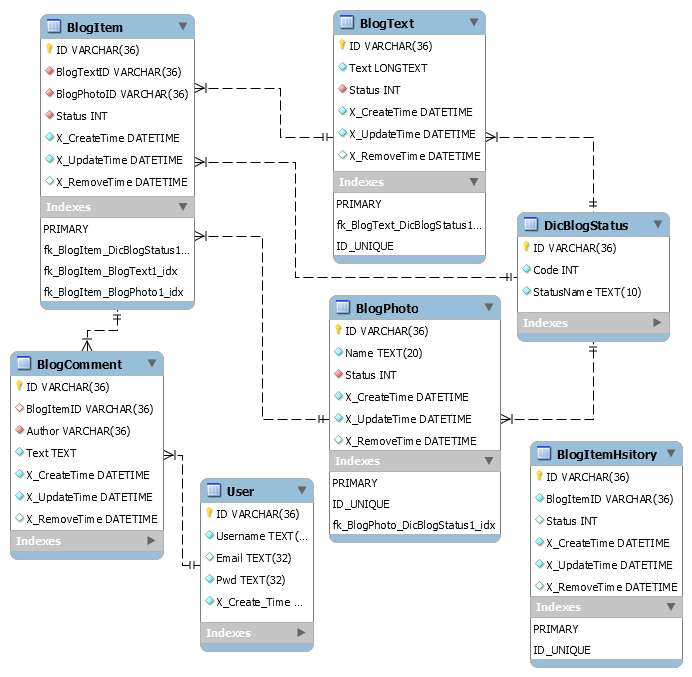 BlogItem
ID VARCHAR(36)
BlogTextID VARCHAR(36)
BlogPhotoID VARCHAR(36)
Status INT
X_CreateTime DATETIME
X_UpdateTime DATETIME
X_RemoveTime DATETIME
Indexes
PRIMARY
fk_BlogItem_DicBlogStatus1...
fk_BlogItem_BlogText1_idx
fk_BlogItem_BlogPhoto1_idx
BlogText
ID VARCHAR(36)
Text LONGTEXT
Status INT
X_CreateTime DATETIME
X_UpdateTime DATETIME
X_RemoveTime DATETIME
Indexes
PRIMARY
fk_BlogText_DicBlogStatus1...
ID_UNIQUE
DicBlogStatus
ID VARCHAR(36)
Code INT
StatusName TEXT(10)
Indexes
BlogPhoto
ID VARCHAR(36)
Name TEXT(20)
Status INT
X_CreateTime DATETIME
X_UpdateTime DATETIME
X_RemoveTime DATETIME
Indexes
PRIMARY
ID_UNIQUE
fk_BlogPhoto_DicBlogStatus1_idx
BlogComment
ID VARCHAR(36)
BlogItemID VARCHAR(36)
Author VARCHAR(36)
Text TEXT
X_CreateTime DATETIME
X_UpdateTime DATETIME
X_RemoveTime DATETIME
Indexes
User
ID VARCHAR(36)
Username TEXT(...
Email TEXT(32)
Pwd TEXT(32)
X_Create_Time ...
Indexes
BlogItemHsitory
ID VARCHAR(36)
BlogItemID VARCHAR(36)
Status INT
X_CreateTime DATETIME
X_UpdateTime DATETIME
X_RemoveTime DATETIME
Indexes
PRIMARY
ID_UNIQUE